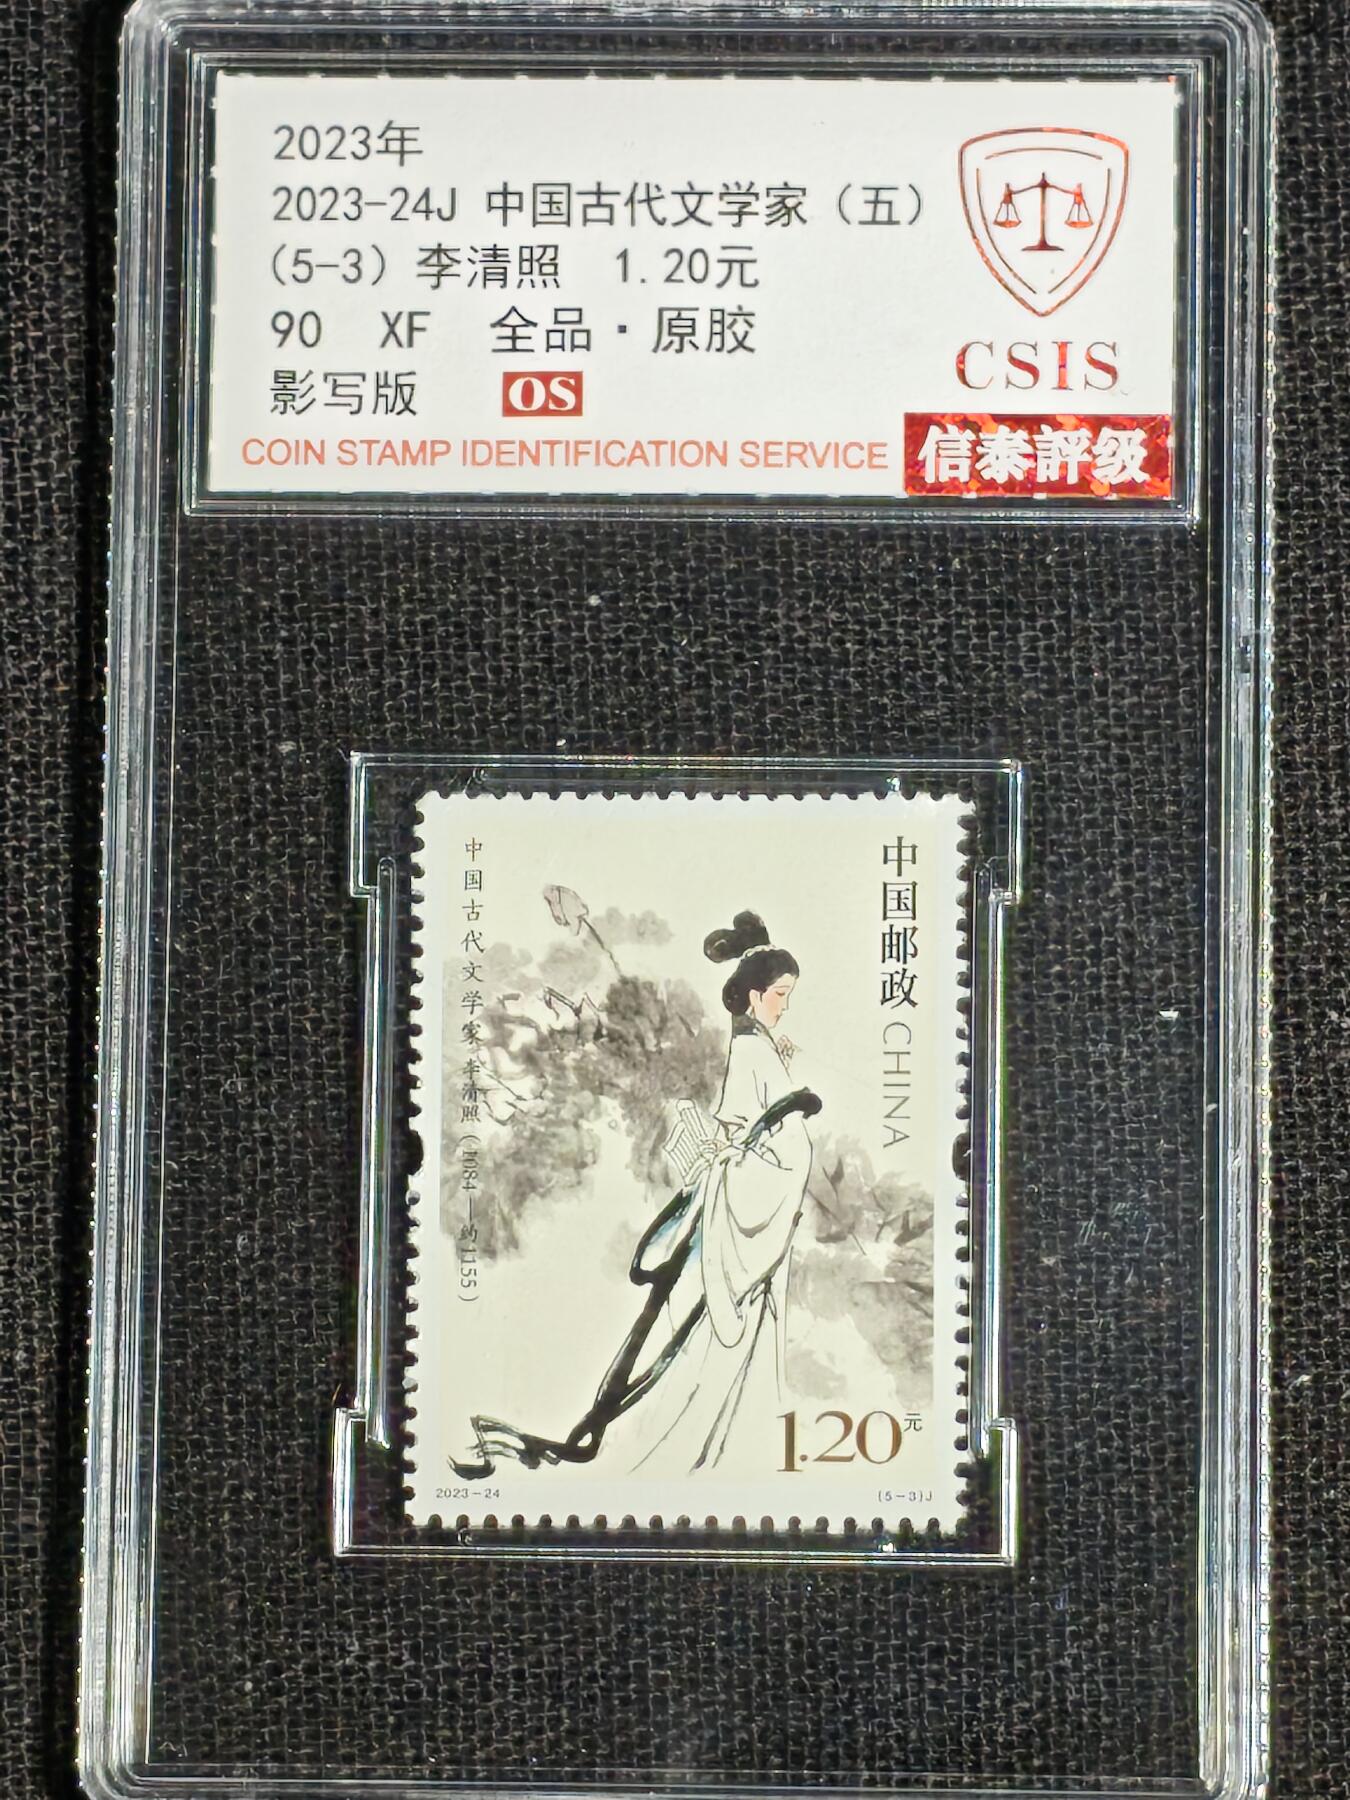 2023年
2023-24J 中国古代文学家（五）
（5-3）李清照 1.20元
90 XF 全品·原胶
影写版 OS
COIN STAMP IDENTIFICATION SERVICE
CSIS
信泰評级
中国古代文学家·李清照（1084—约1155）
中国邮政 CHINA
1.20元
2023-24
(5-3)J